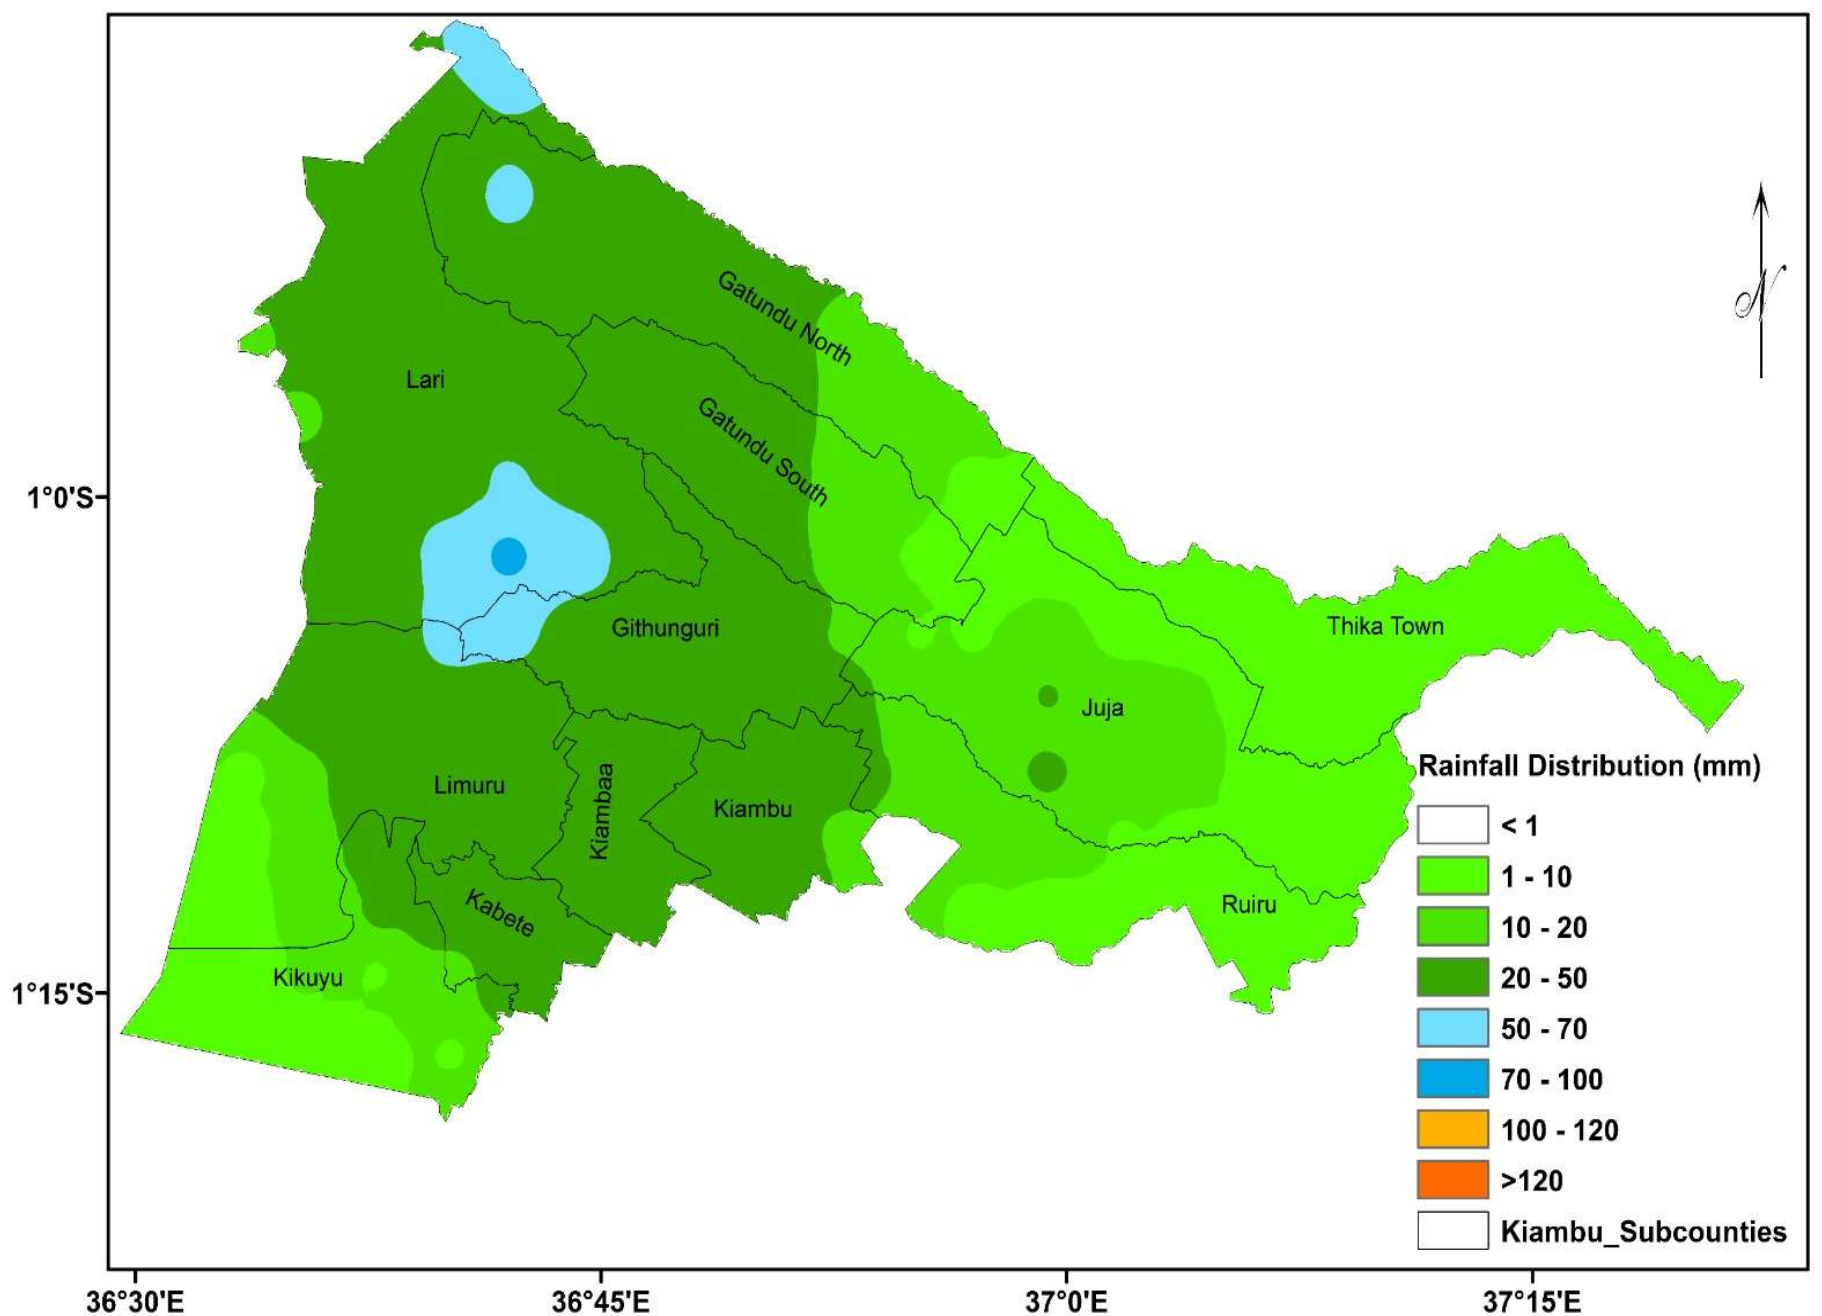 Gatundu North
Lari
Gatundu South
1°0'S
Githunguri
Thika Town
Juja
Limuru
Kiambaa
Kiambu
Kabete
Ruiru
Kikuyu
1°15'S
N
Rainfall Distribution (mm)
< 1
1 - 10
10 - 20
20 - 50
50 - 70
70 - 100
100 - 120
>120
Kiambu_Subcounties
36°30'E
36°45'E
37°0'E
37°15'E